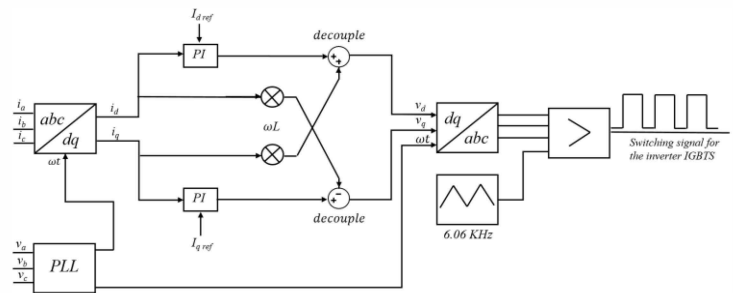 I_d ref
decouple
PI
+ +
i_a
i_b
i_c
abc
dq
i_d
i_q
ωt
ωL
v_d
v_q
ωt
dq
abc
>
Switching signal for
the inverter IGBTS
PI
I_q ref
+ −
decouple
6.06 KHz
v_a
v_b
v_c
PLL